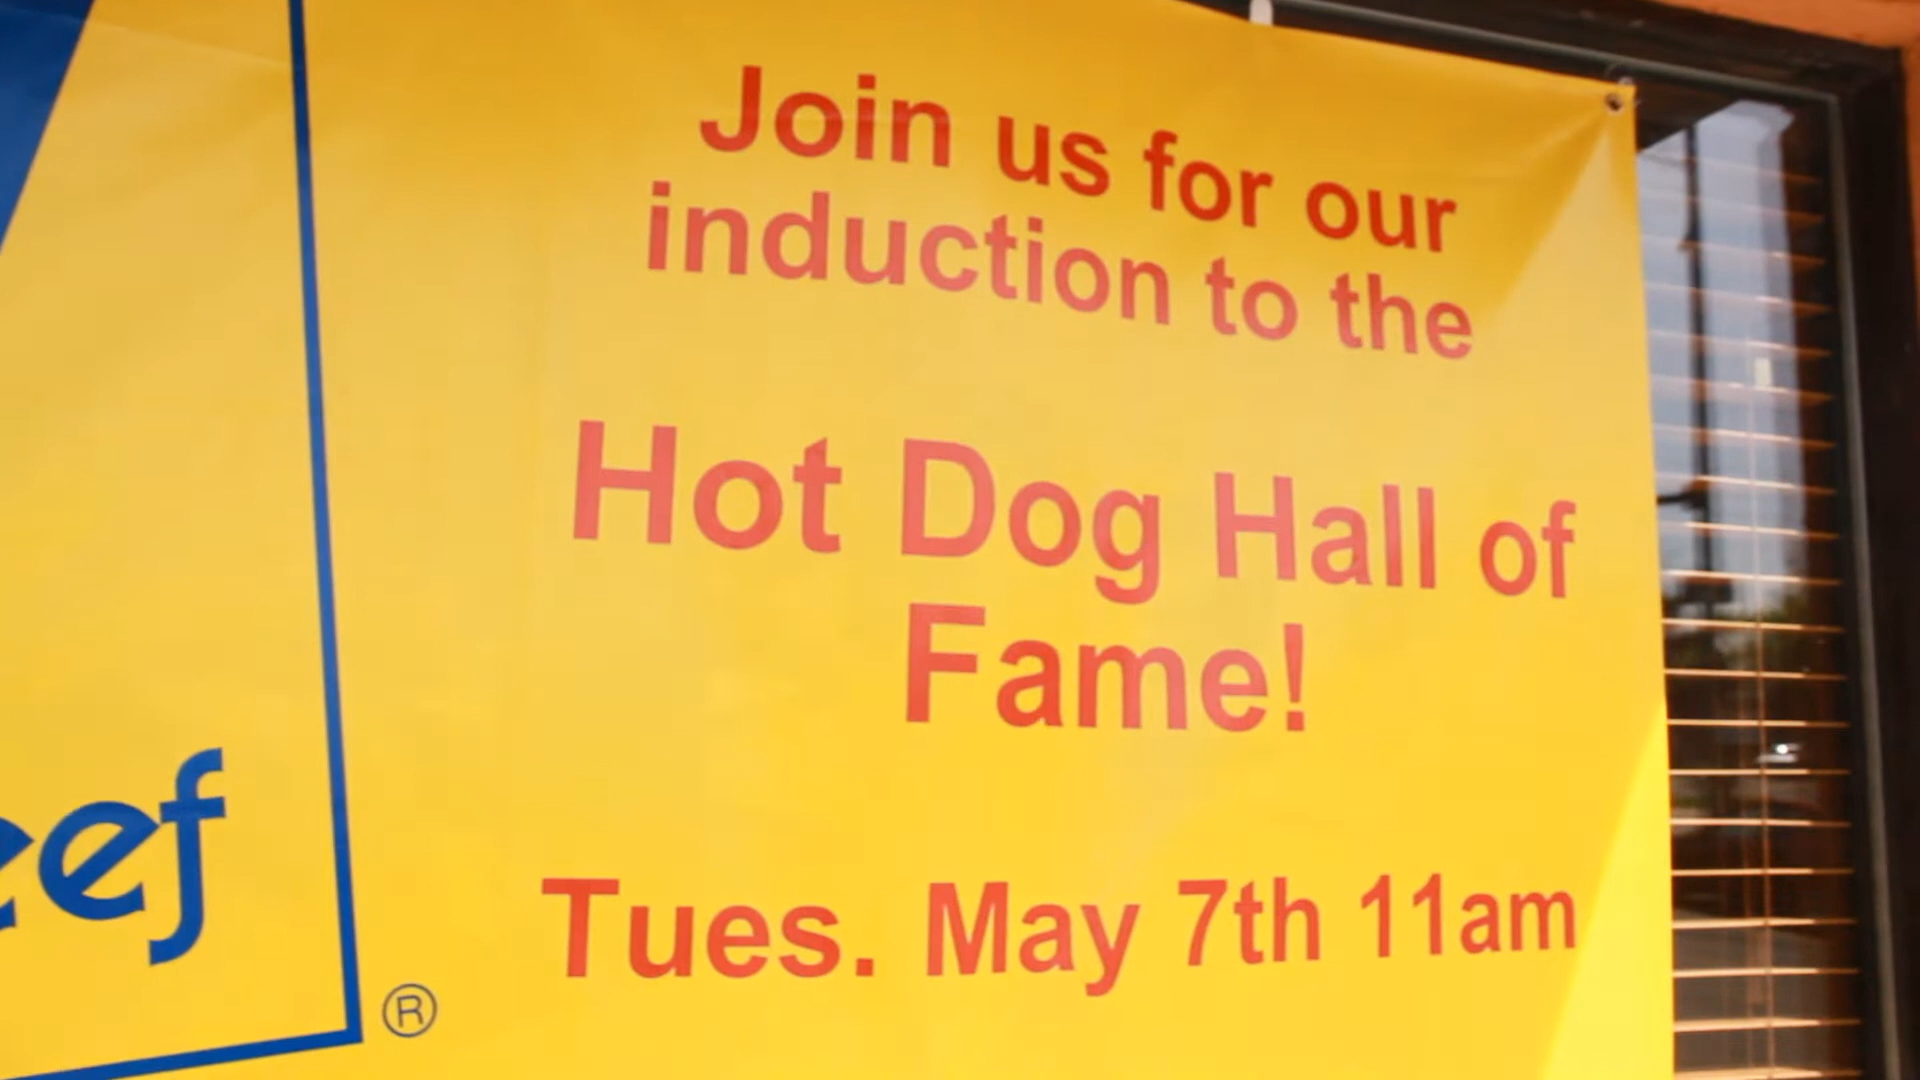 Join us for our
induction to the
Hot Dog Hall of
Fame!
Tues. May 7th 11am
eef
®